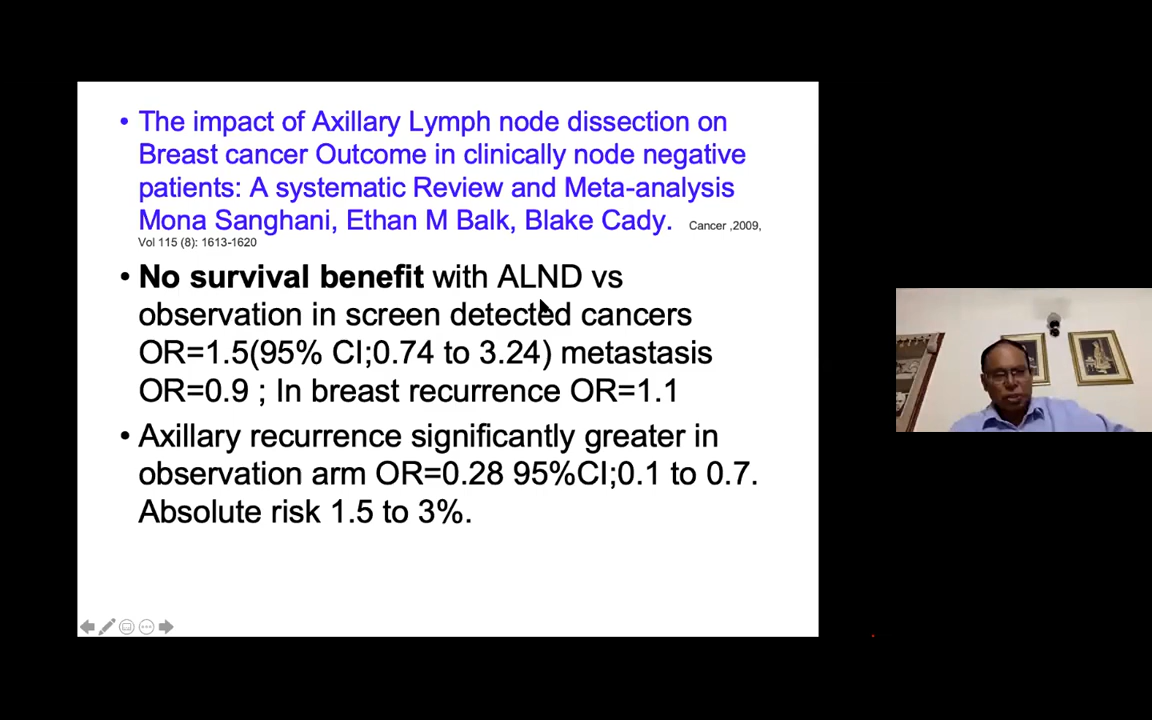 • The impact of Axillary Lymph node dissection on
Breast cancer Outcome in clinically node negative
patients: A systematic Review and Meta-analysis
Mona Sanghani, Ethan M Balk, Blake Cady. Cancer ,2009,
Vol 115 (8): 1613-1620
• No survival benefit with ALND vs
observation in screen detected cancers
OR=1.5(95% CI;0.74 to 3.24) metastasis
OR=0.9 ; In breast recurrence OR=1.1
• Axillary recurrence significantly greater in
observation arm OR=0.28 95%CI;0.1 to 0.7.
Absolute risk 1.5 to 3%.